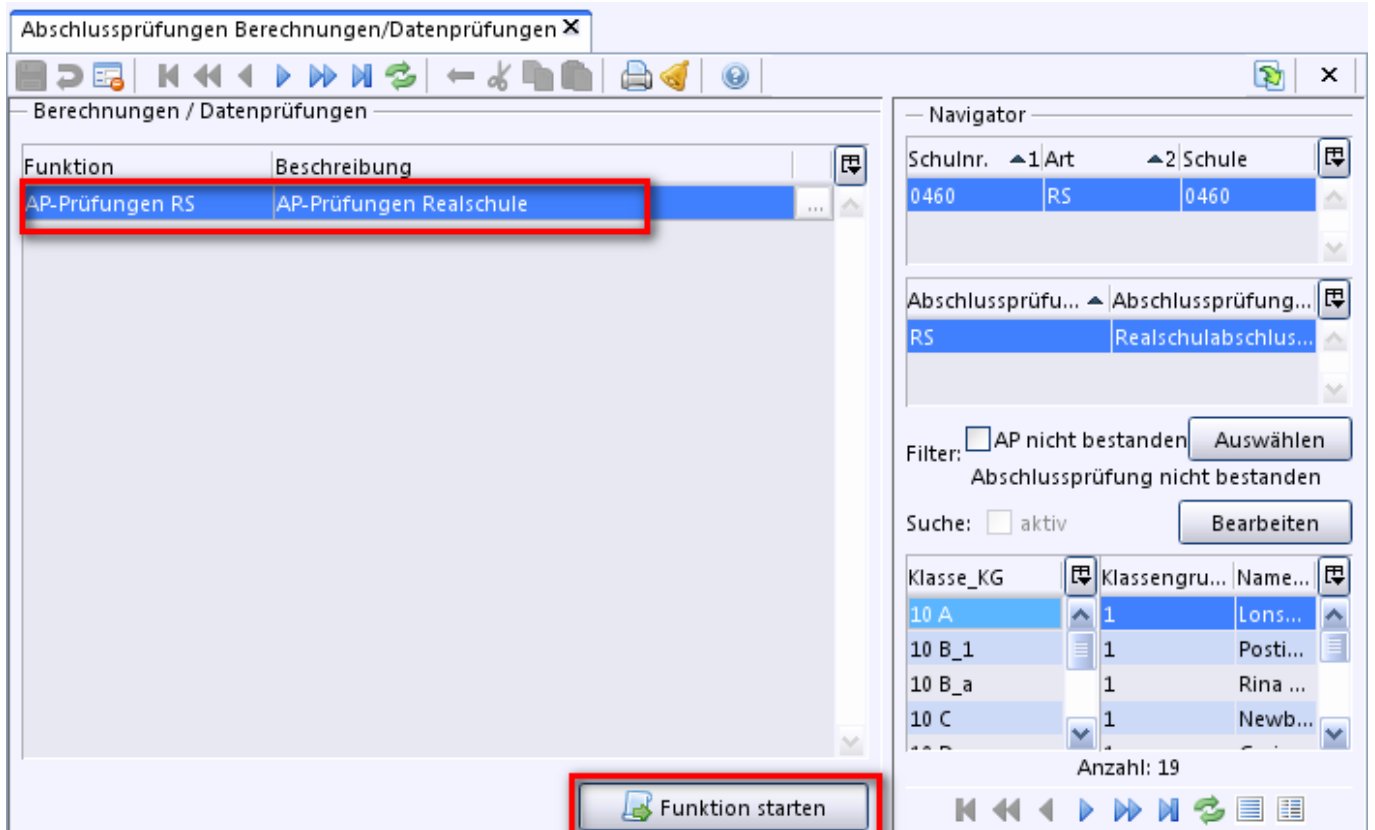 Abschlussprüfungen Berechnungen/Datenprüfungen X
Berechnungen / Datenprüfungen
Funktion Beschreibung
AP-Prüfungen RS AP-Prüfungen Realschule ...
Funktion starten
Navigator
Schulnr. 1 Art 2 Schule
0460 RS 0460
Abschlussprüfu... Abschlussprüfung...
RS Realschulabschlus...
Filter: AP nicht bestanden Auswählen
Abschlussprüfung nicht bestanden
Suche: aktiv Bearbeiten
Klasse_KG Klassengru... Name...
10 A 1 Lons...
10 B_1 1 Posti...
10 B_a 1 Rina ...
10 C 1 Newb...
Anzahl: 19